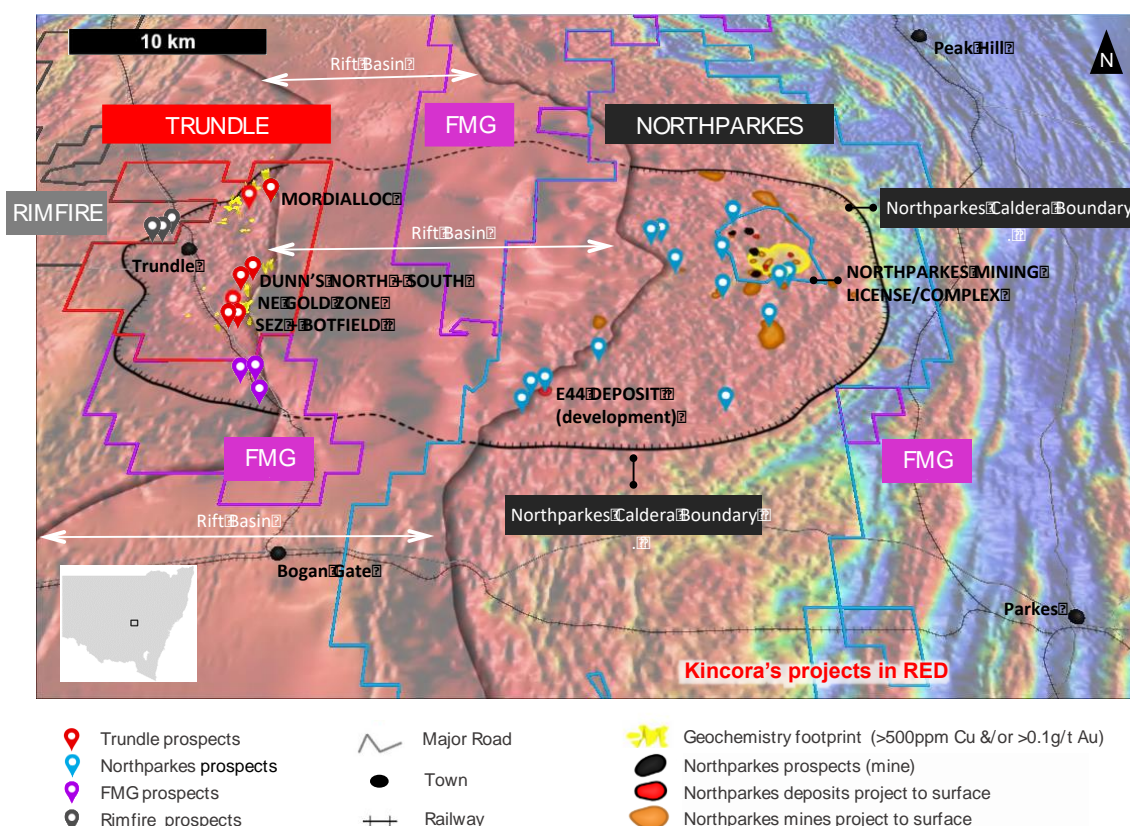 10 km
Rift Basin
Peak Hill
N
TRUNDLE
FMG
NORTHPARKES
RIMFIRE
MORDIALLOC
Northparkes Caldera Boundary
Rift Basin
Trundle
DUNN'S NORTH + SOUTH
NE GOLD ZONE
SEZ + BOTFIELD
NORTHPARKES MINING
LICENSE/COMPLEX
E44 DEPOSIT
(development)
FMG
FMG
Northparkes Caldera Boundary
Rift Basin
Bogan Gate
Parkes
Kincora's projects in RED
Trundle prospects
Northparkes prospects
FMG prospects
Rimfire prospects
Major Road
Town
Railway
Geochemistry footprint (>500ppm Cu &/or >0.1g/t Au)
Northparkes prospects (mine)
Northparkes deposits project to surface
Northparkes mines project to surface